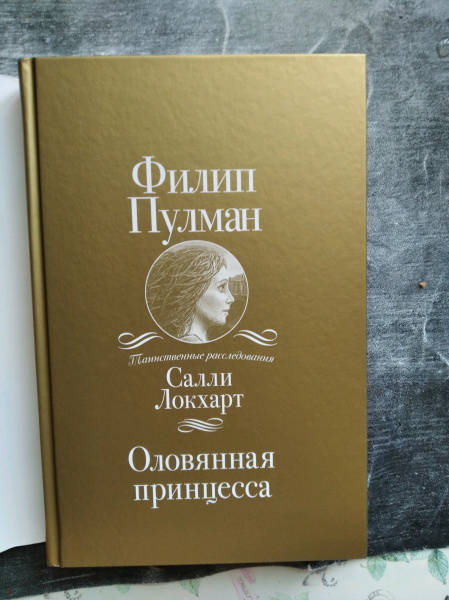 Филип
Пулман
Таинственные расследования
Салли
Локхарт
Оловянная
принцесса